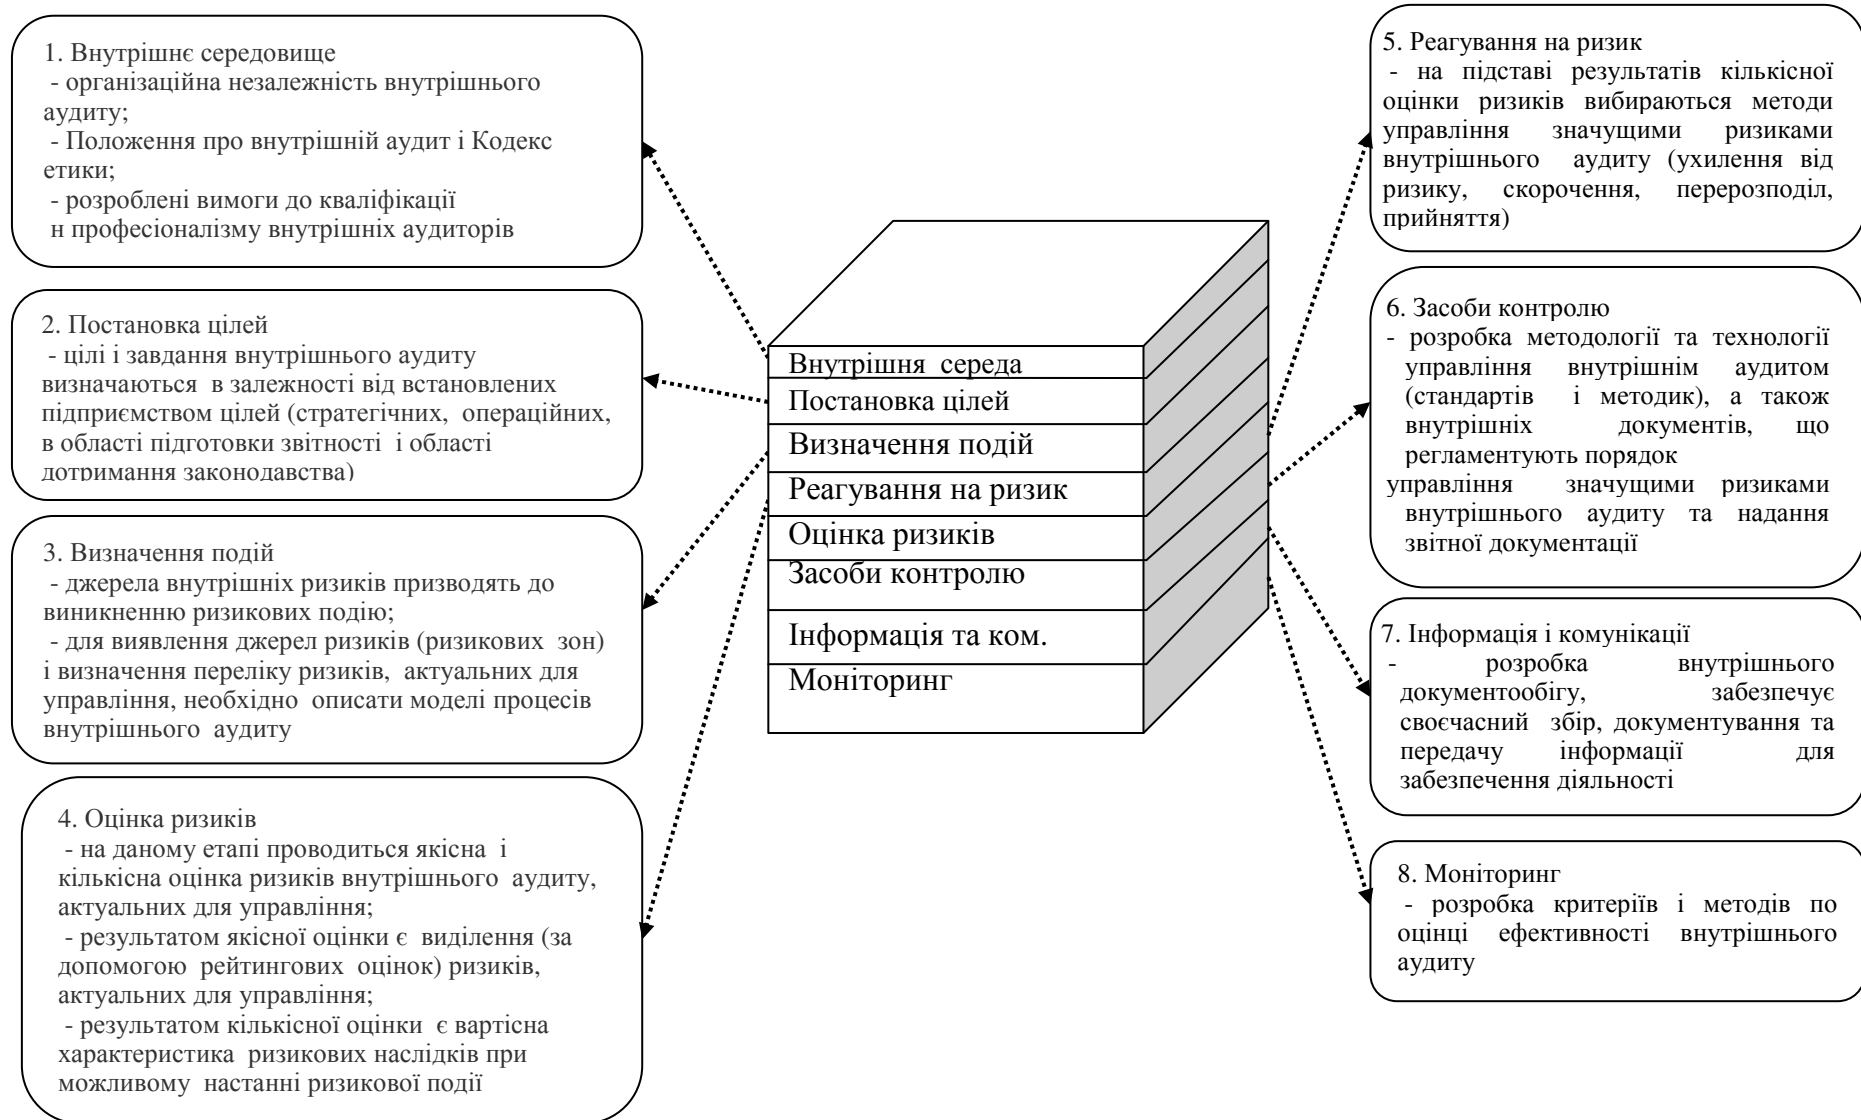 1. Внутрішнє середовище
- організаційна незалежність внутрішнього
аудиту;
- Положення про внутрішній аудит і Кодекс
етики;
- розроблені вимоги до кваліфікації
н професіоналізму внутрішніх аудиторів
2. Постановка цілей
- цілі і завдання внутрішнього аудиту
визначаються в залежності від встановлених
підприємством цілей (стратегічних, операційних,
в області підготовки звітності і області
дотримання законодавства)
3. Визначення подій
- джерела внутрішніх ризиків призводять до
виникненню ризикових подію;
- для виявлення джерел ризиків (ризикових зон)
і визначення переліку ризиків, актуальних для
управління, необхідно описати моделі процесів
внутрішнього аудиту
4. Оцінка ризиків
- на даному етапі проводиться якісна і
кількісна оцінка ризиків внутрішнього аудиту,
актуальних для управління;
- результатом якісної оцінки є виділення (за
допомогою рейтингових оцінок) ризиків,
актуальних для управління;
- результатом кількісної оцінки є вартісна
характеристика ризикових наслідків при
можливому настанні ризикової події
Внутрішня середа
Постановка цілей
Визначення подій
Реагування на ризик
Оцінка ризиків
Засоби контролю
Інформація та ком.
Моніторинг
5. Реагування на ризик
- на підставі результатів кількісної
оцінки ризиків вибираються методи
управління значущими ризиками
внутрішнього аудиту (ухилення від
ризику, скорочення, перерозподіл,
прийняття)
6. Засоби контролю
- розробка методології та технології
управління внутрішнім аудитом
(стандартів і методик), а також
внутрішніх документів, що
регламентують порядок
управління значущими ризиками
внутрішнього аудиту та надання
звітної документації
7. Інформація і комунікації
- розробка внутрішнього
документообігу, забезпечує
своєчасний збір, документування та
передачу інформації для
забезпечення діяльності
8. Моніторинг
- розробка критеріїв і методів по
оцінці ефективності внутрішнього
аудиту